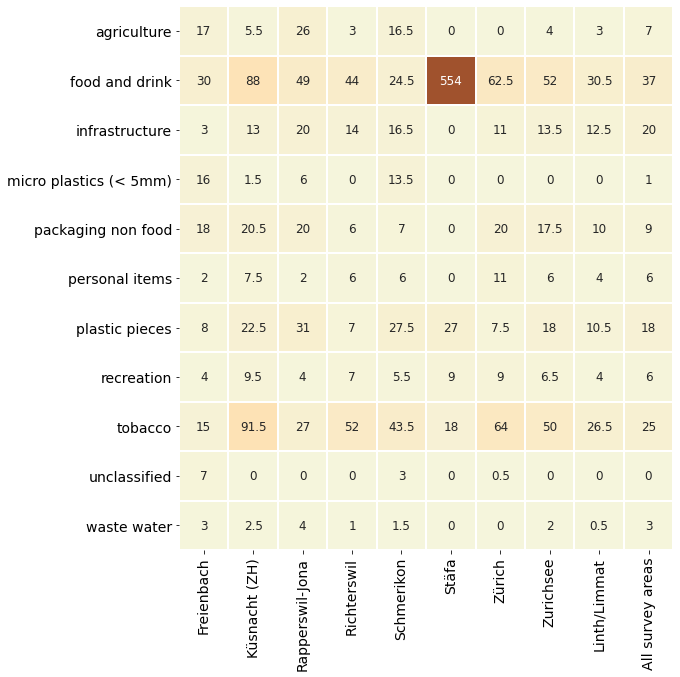 agriculture 17 5.5 26 3 16.5 0 0 4 3 7
food and drink 30 88 49 44 24.5 554 62.5 52 30.5 37
infrastructure 3 13 20 14 16.5 0 11 13.5 12.5 20
micro plastics (< 5mm) 16 1.5 6 0 13.5 0 0 0 0 1
packaging non food 18 20.5 20 6 7 0 20 17.5 10 9
personal items 2 7.5 2 6 6 0 11 6 4 6
plastic pieces 8 22.5 31 7 27.5 27 7.5 18 10.5 18
recreation 4 9.5 4 7 5.5 9 9 6.5 4 6
tobacco 15 91.5 27 52 43.5 18 64 50 26.5 25
unclassified 7 0 0 0 3 0 0.5 0 0 0
waste water 3 2.5 4 1 1.5 0 0 2 0.5 3
Freienbach
Küsnacht (ZH)
Rapperswil-Jona
Richterswil
Schmerikon
Stäfa
Zürich
Zurichsee
Linth/Limmat
All survey areas